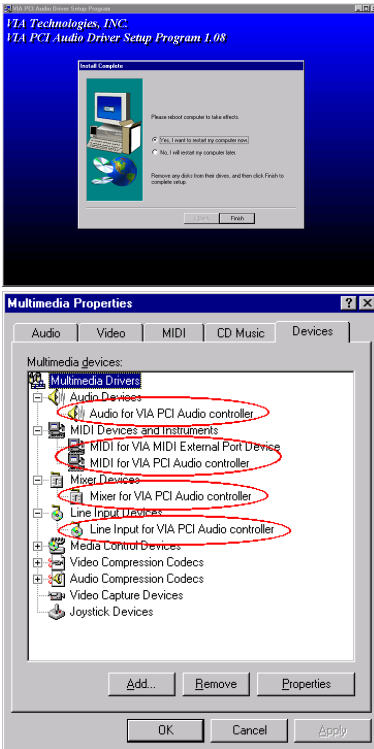 VIA PCI Audio Driver Setup Program
VIA Technologies, INC.
VIA PCI Audio Driver Setup Program 1.08
Install Complete
Please reboot computer to take effects.
Yes, I want to restart my computer now.
No, I will restart my computer later.
Remove any disks from their drives, and then click Finish to
complete setup.
< Back
Finish
Multimedia Properties
Audio
Video
MIDI
CD Music
Devices
Multimedia devices:
Multimedia Drivers
Audio Devices
Audio for VIA PCI Audio controller
MIDI Devices and Instruments
MIDI for VIA MIDI External Port Device
MIDI for VIA PCI Audio controller
Mixer Devices
Mixer for VIA PCI Audio controller
Line Input Devices
Line Input for VIA PCI Audio controller
Media Control Devices
Video Compression Codecs
Audio Compression Codecs
Video Capture Devices
Joystick Devices
Add...
Remove
Properties
OK
Cancel
Apply